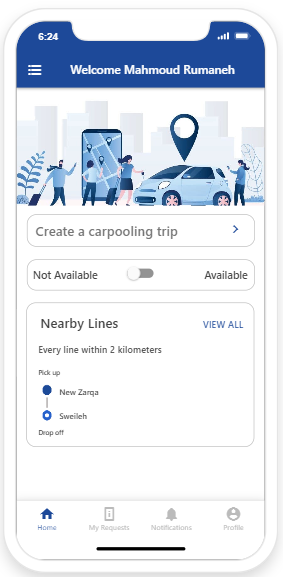 6:24
Welcome Mahmoud Rumaneh
Create a carpooling trip
Not Available Available
Nearby Lines VIEW ALL
Every line within 2 kilometers
Pick up
New Zarqa
Sweileh
Drop off
Home My Requests Notifications Profile